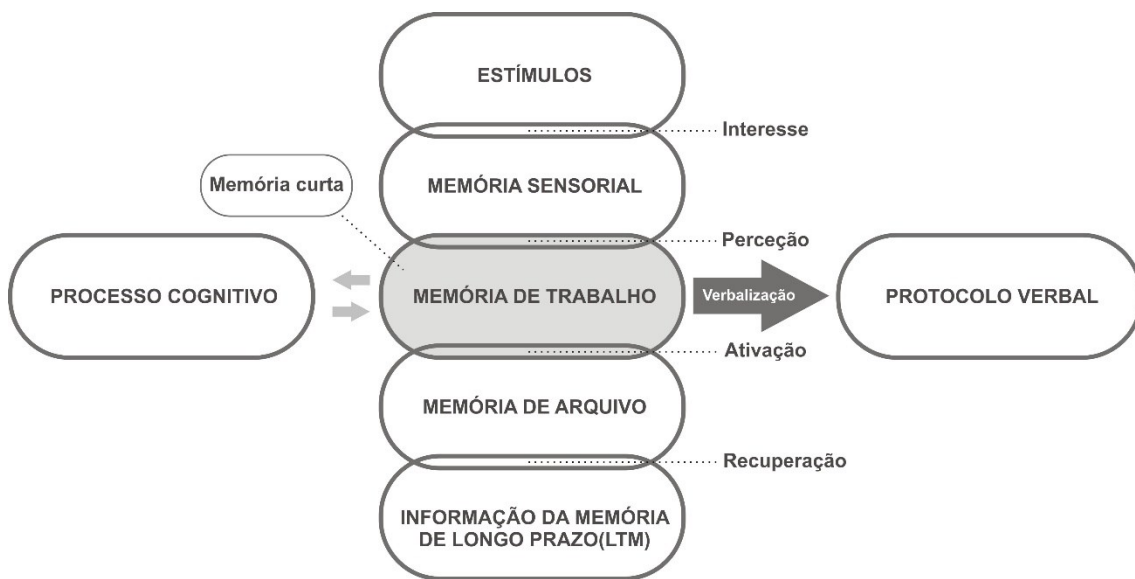 ESTÍMULOS
Interesse
MEMÓRIA SENSORIAL
Memória curta
Perceção
PROCESSO COGNITIVO
MEMÓRIA DE TRABALHO
Verbalização
PROTOCOLO VERBAL
Ativação
MEMÓRIA DE ARQUIVO
Recuperação
INFORMAÇÃO DA MEMÓRIA
DE LONGO PRAZO(LTM)